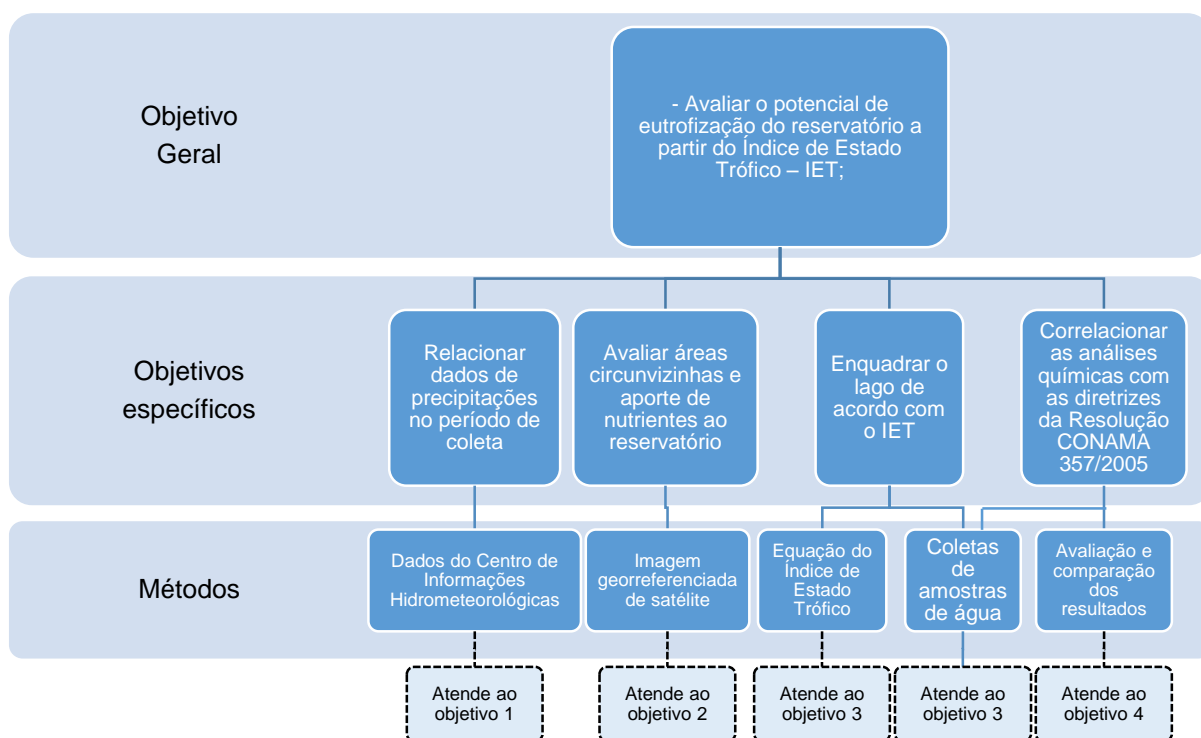 Objetivo
Geral
- Avaliar o potencial de
eutrofização do reservatório a
partir do Índice de Estado
Trófico – IET;
Objetivos
específicos
Relacionar
dados de
precipitações
no período de
coleta
Avaliar áreas
circunvizinhas e
aporte de
nutrientes ao
reservatório
Enquadrar o
lago de
acordo com
o IET
Correlacionar
as análises
químicas com
as diretrizes
da Resolução
CONAMA
357/2005
Métodos
Dados do Centro de
Informações
Hidrometeorológicas
Imagem
georreferenciada
de satélite
Equação do
Índice de
Estado
Trófico
Coletas
de
amostras
de água
Avaliação e
comparação
dos
resultados
Atende ao
objetivo 1
Atende ao
objetivo 2
Atende ao
objetivo 3
Atende ao
objetivo 3
Atende ao
objetivo 4